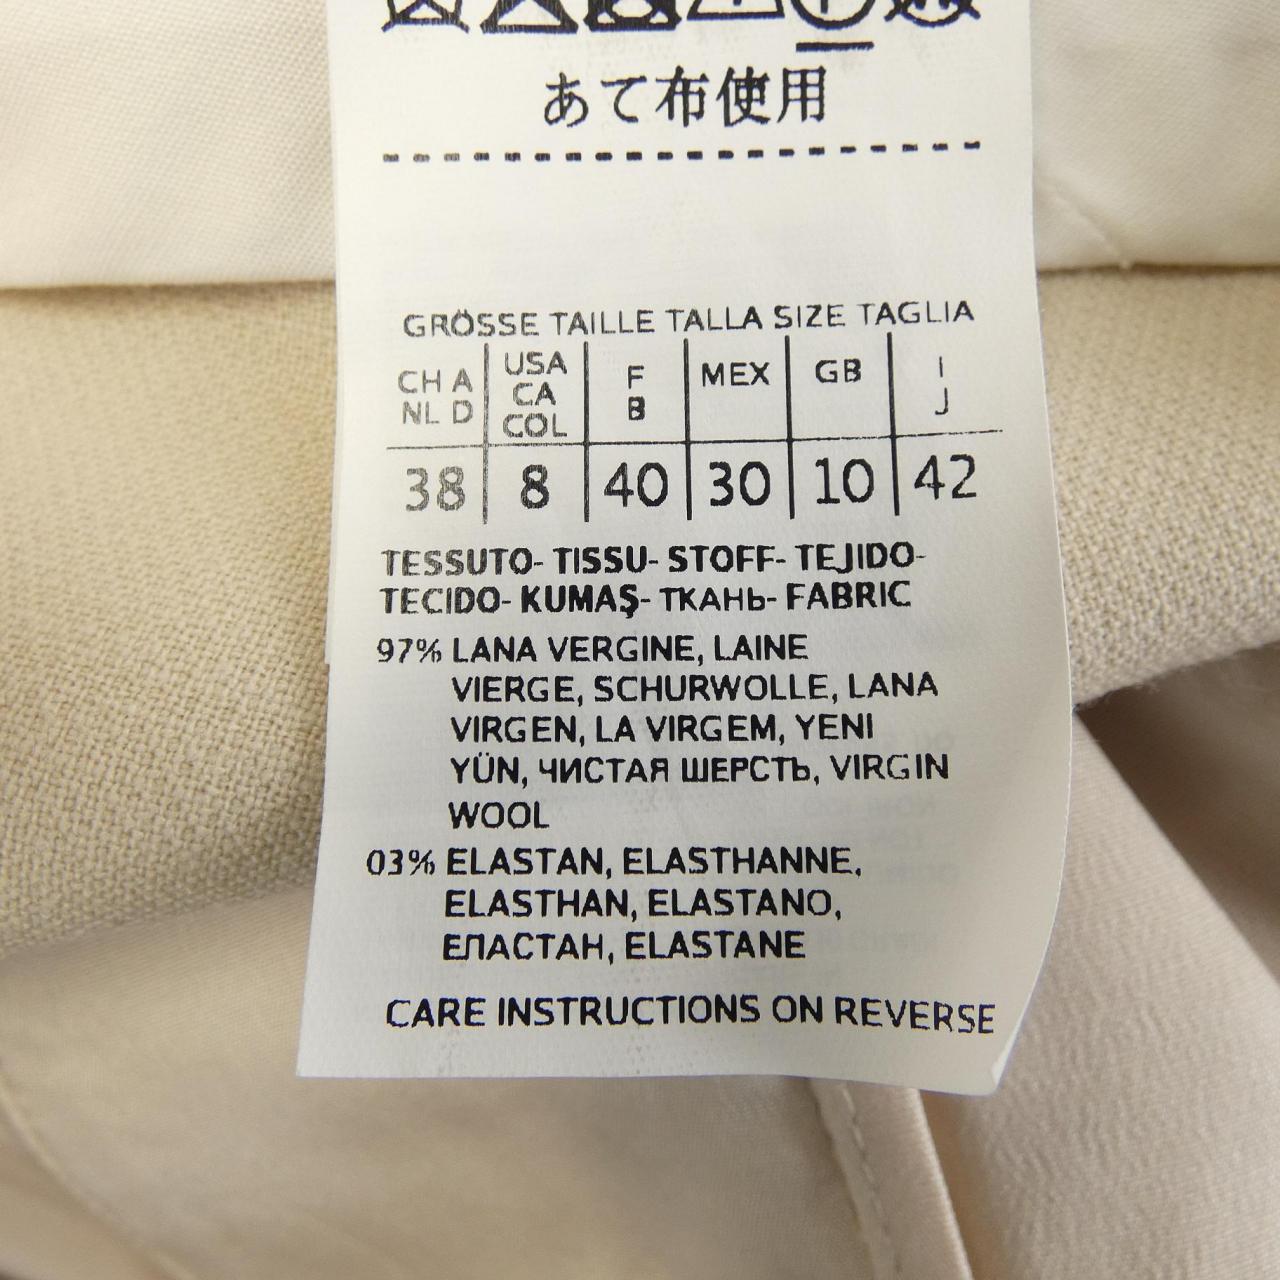 あて布使用
GRÖSSE TAILLE TALLA SIZE TAGLIA
CH A NL D | USA CA COL | F B | MEX | GB | I J
38 | 8 | 40 | 30 | 10 | 42
TESSUTO- TISSU- STOFF- TEJIDO-
TECIDO- KUMAŞ- ТКАНЬ- FABRIC
97% LANA VERGINE, LAINE
VIERGE, SCHURWOLLE, LANA
VIRGEN, LA VIRGEM, YENI
YÜN, ЧИСТАЯ ШЕРСТЬ, VIRGIN
WOOL
03% ELASTAN, ELASTHANNE,
ELASTHAN, ELASTANO,
ЕЛАСТАН, ELASTANE
CARE INSTRUCTIONS ON REVERSE